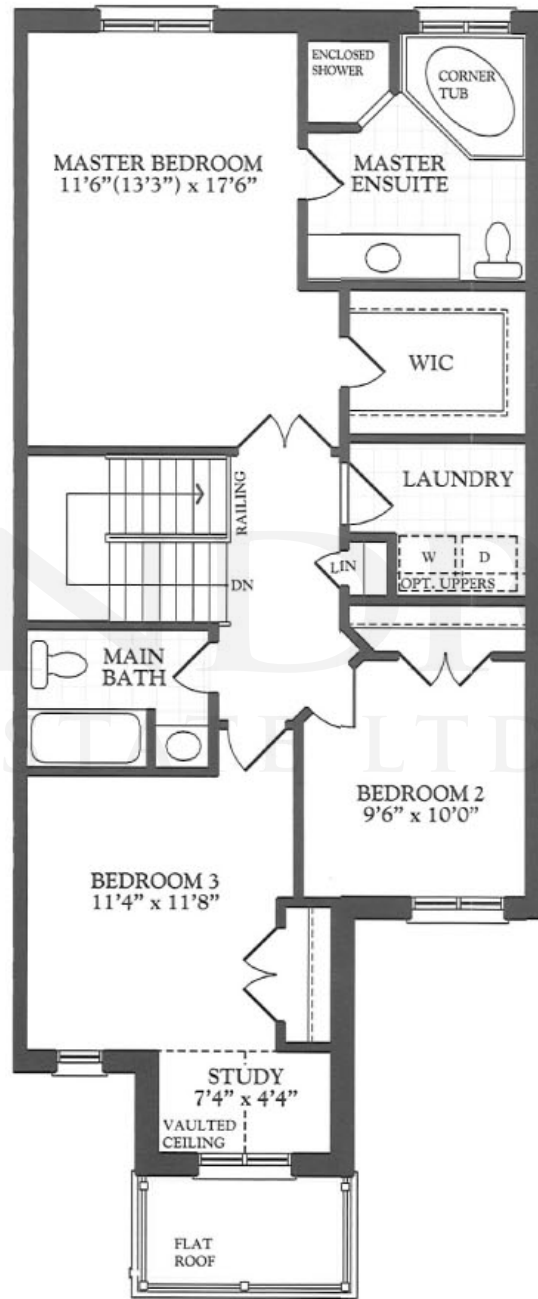 ENCLOSED
SHOWER
CORNER
TUB
MASTER BEDROOM
11'6"(13'3") x 17'6"
MASTER
ENSUITE
WIC
LAUNDRY
RAILING
W
D
LIN
OPT. UPPERS
DN
MAIN
BATH
BEDROOM 2
9'6" x 10'0"
BEDROOM 3
11'4" x 11'8"
STUDY
7'4" x 4'4"
VAULTED
CEILING
FLAT
ROOF